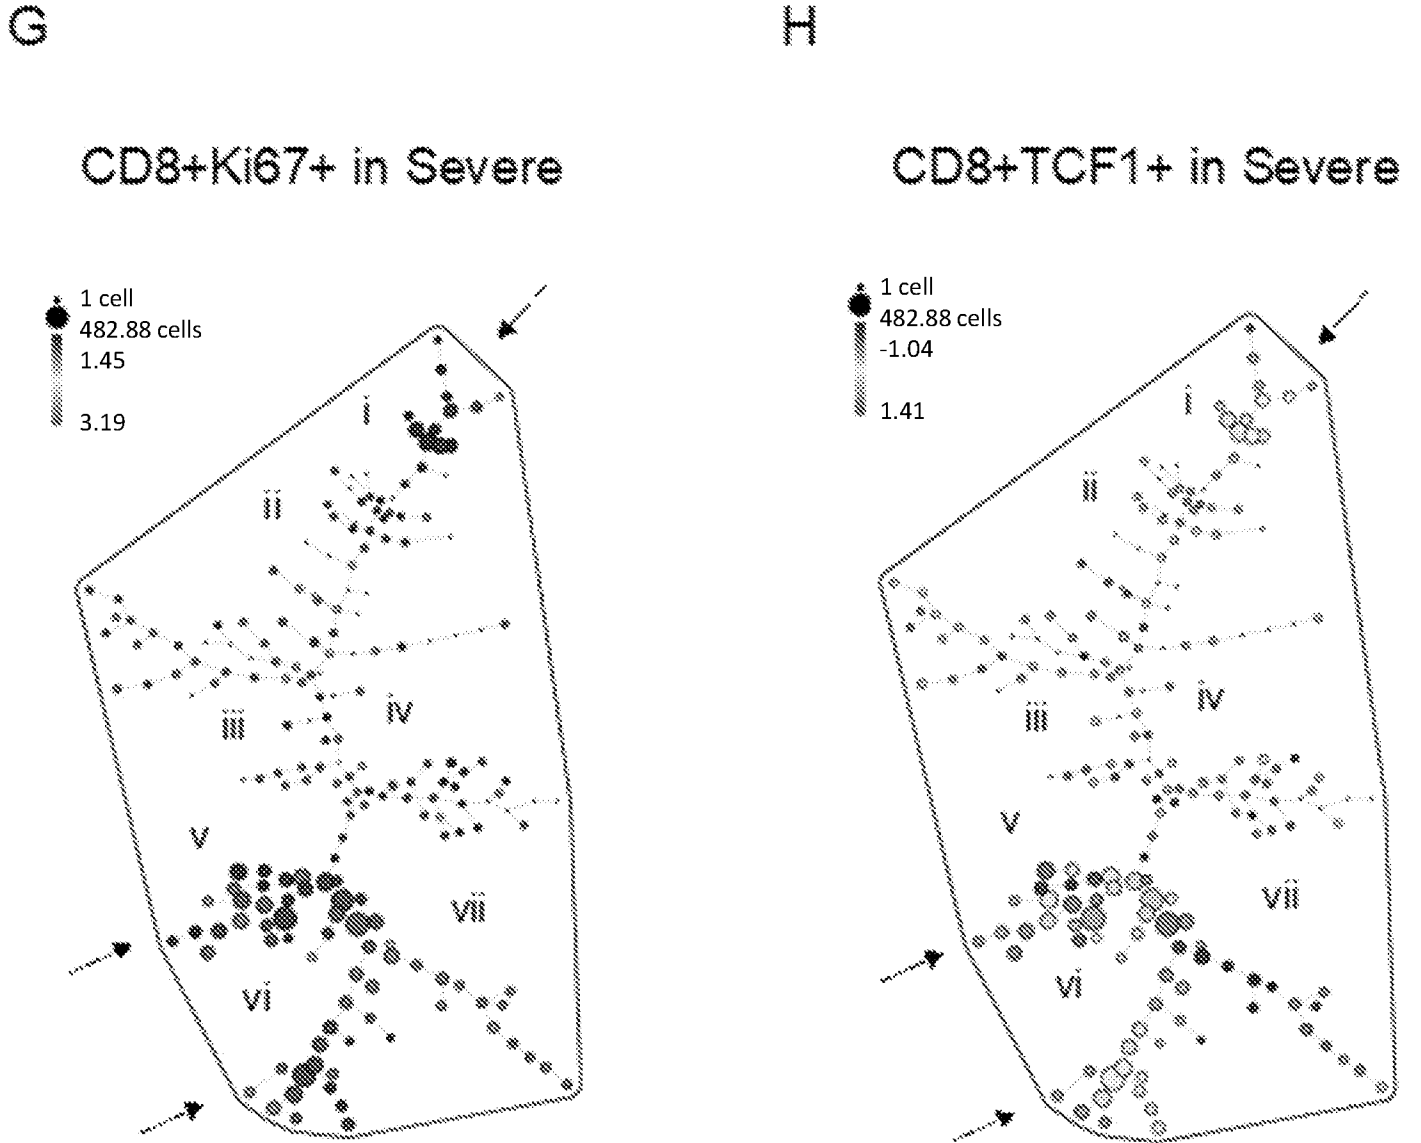 G
CD8+Ki67+ in Severe
1 cell
482.88 cells
1.45
3.19
i
ii
iii
iv
v
vi
vii
H
CD8+TCF1+ in Severe
1 cell
482.88 cells
-1.04
1.41
i
ii
iii
iv
v
vi
vii